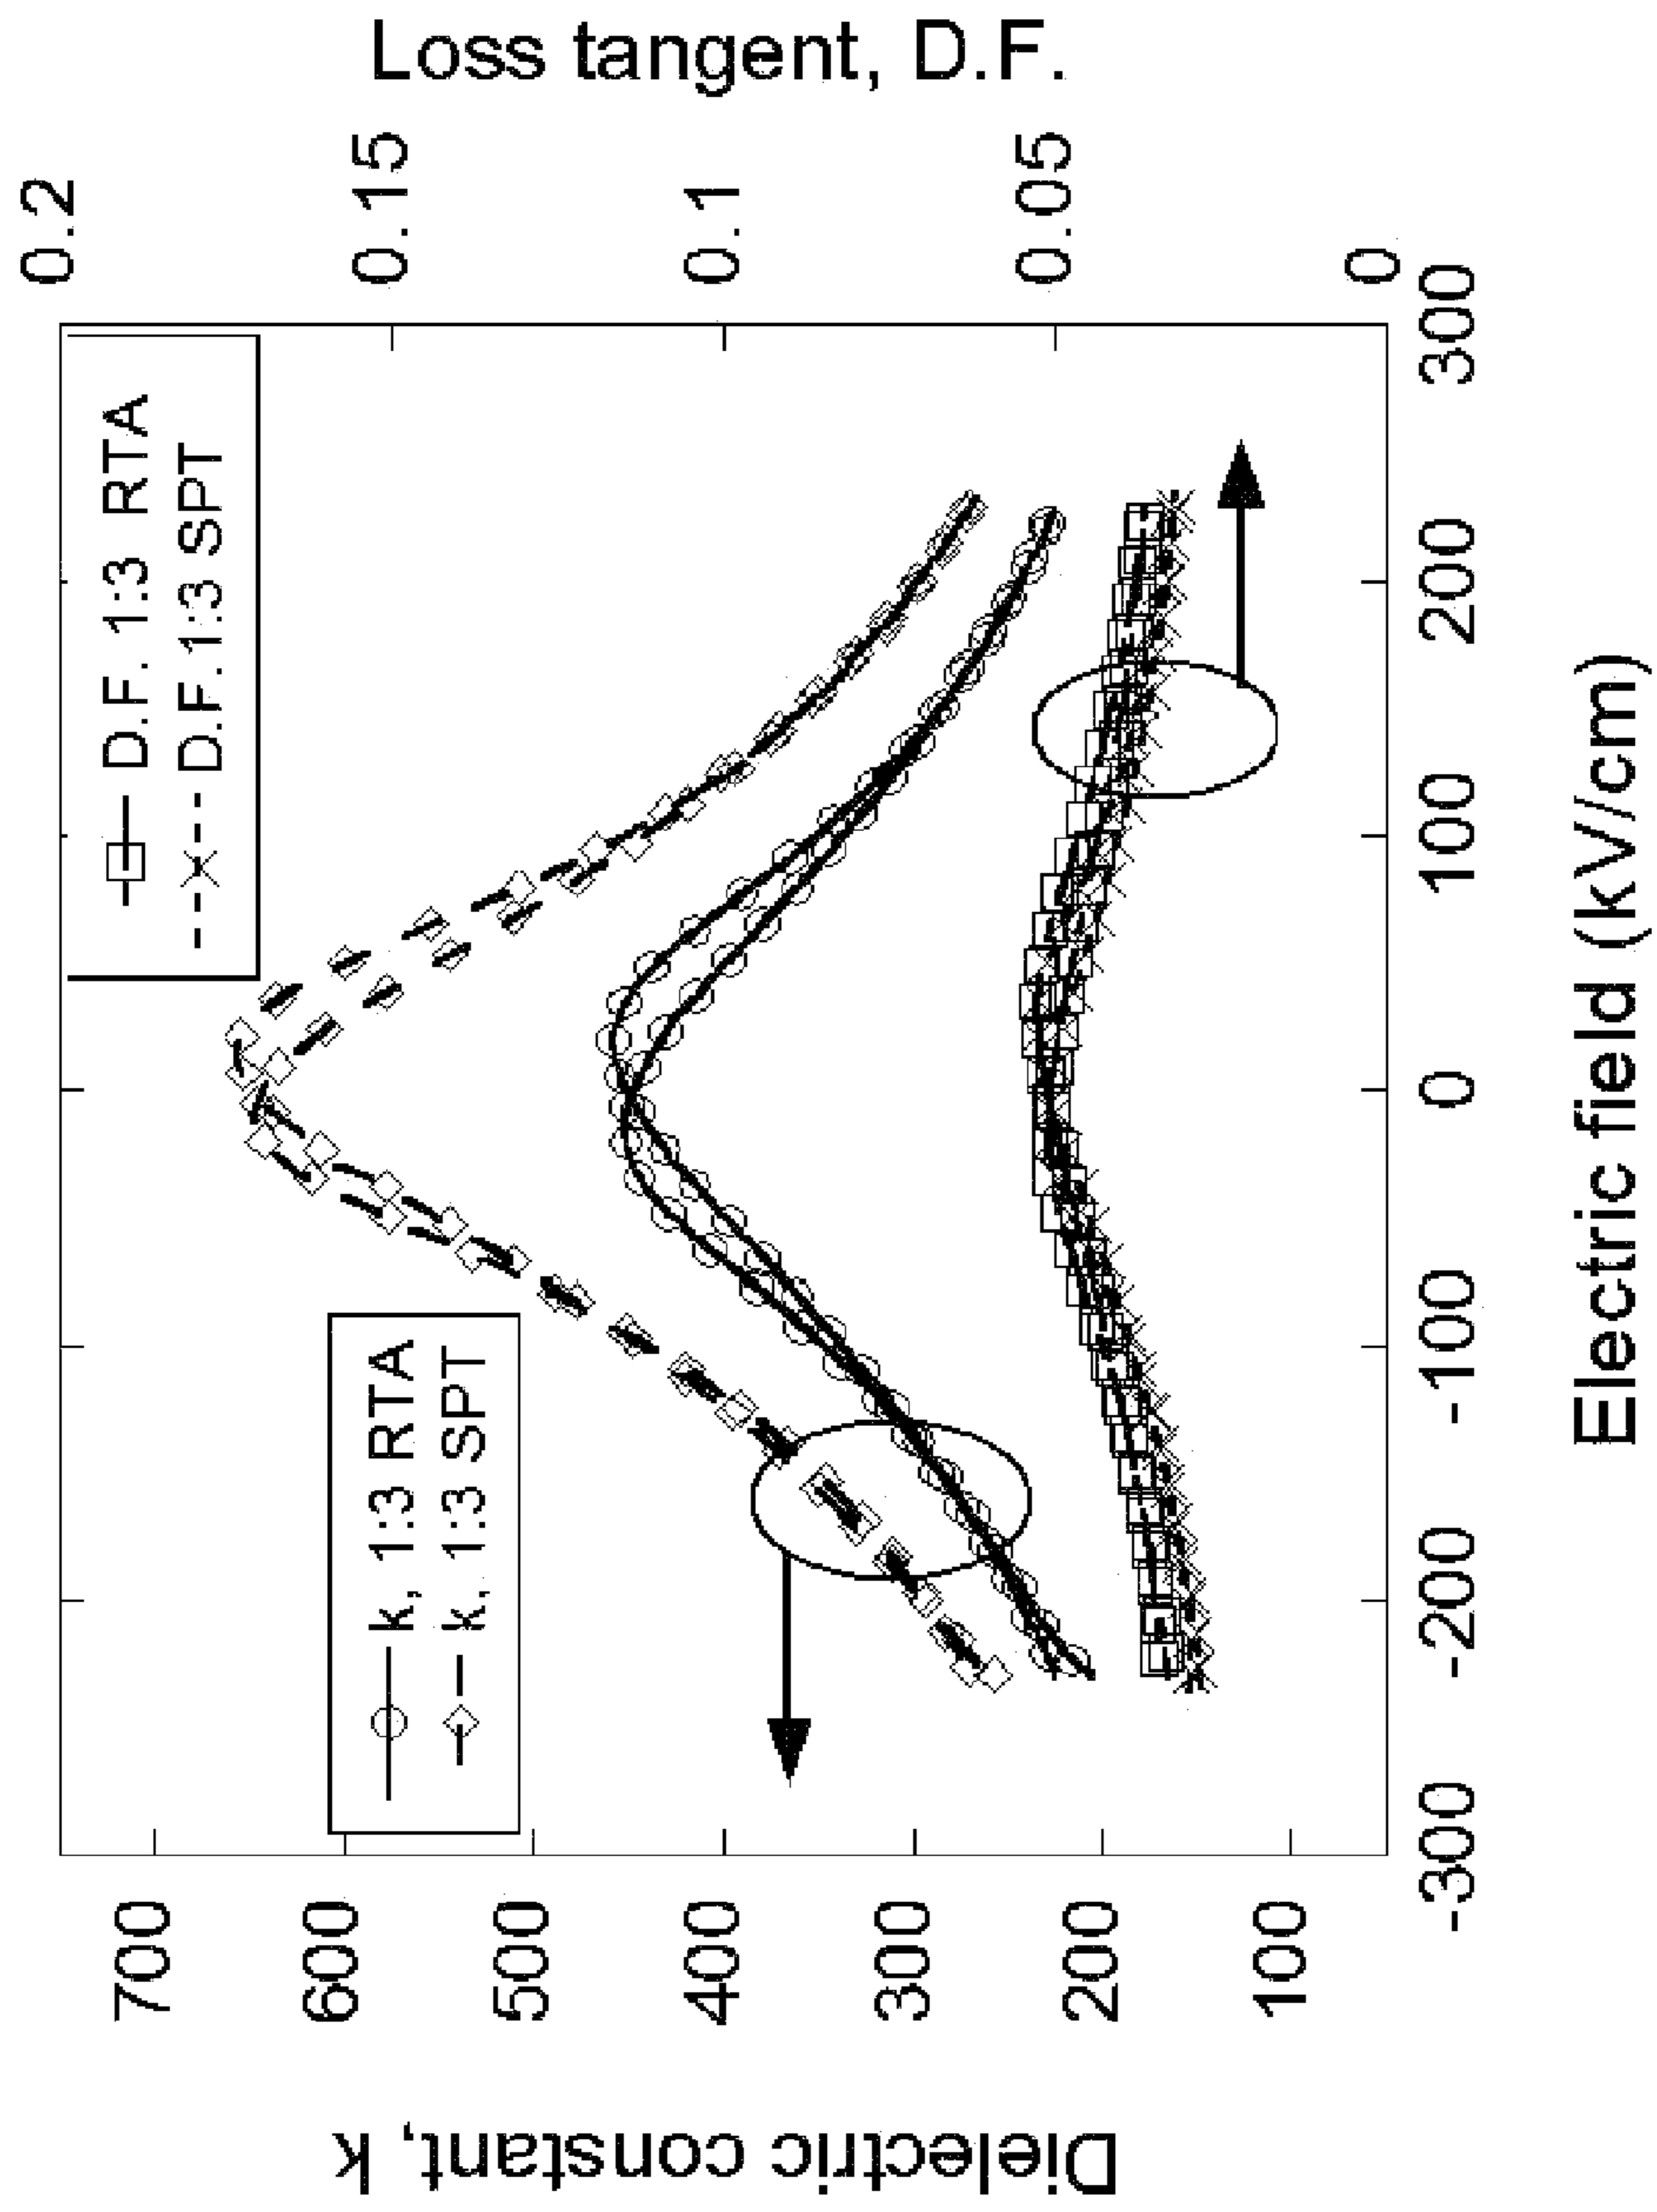 Loss tangent, D.F.
0.2
0.15
0.1
0.05
0
D.F. 1:3 RTA
D.F. 1:3 SPT
k, 1:3 RTA
k, 1:3 SPT
700
600
500
400
300
200
100
Dielectric constant, k
-300
-200
-100
0
100
200
300
Electric field (kV/cm)